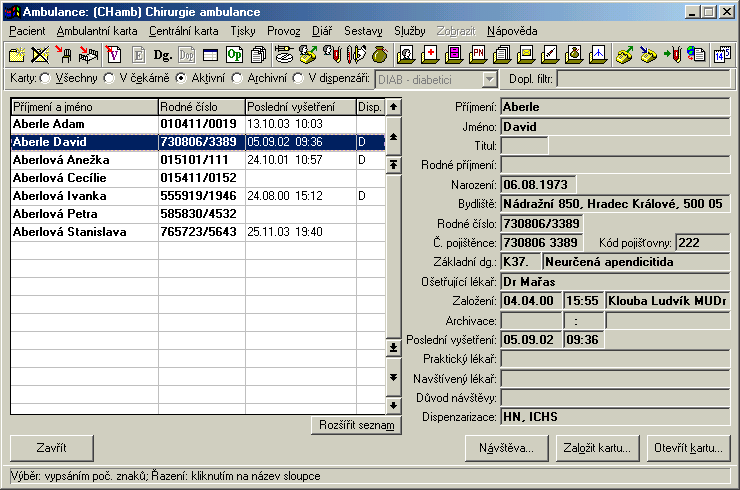 Ambulance: (CHamb) Chirurgie ambulance
Pacient Ambulantní karta Centrální karta Tisky Provoz Diář Sestavy Služby Zobrazit Nápověda
Dg. Dg. Op
Karty: Všechny V čekárně Aktivní Archivní V dispenzáři: DIAB - diabetici Dopl. filtr:
Příjmení a jméno Rodné číslo Poslední vyšetření Disp.
Aberle Adam 010411/0019 13.10.03 10:03
Aberle David 730806/3389 05.09.02 09:36 D
Aberlová Anežka 015101/111 24.10.01 10:57 D
Aberlová Cecílie 015411/0152
Aberlová Ivanka 555919/1946 24.08.00 15:12 D
Aberlová Petra 585830/4532
Aberlová Stanislava 765723/5643 25.11.03 19:40
Rozšířit seznam
Příjmení: Aberle
Jméno: David
Titul:
Rodné příjmení:
Narození: 06.08.1973
Bydliště: Nádražní 850, Hradec Králové, 500 05
Rodné číslo: 730806/3389
Č. pojištěnce: 730806 3389 Kód pojišťovny: 222
Základní dg.: K37. Neurčená apendicitida
Ošetřující lékař: Dr Mařas
Založení: 04.04.00 15:55 Klouba Ludvík MUDr
Archivace: :
Poslední vyšetření: 05.09.02 09:36
Praktický lékař:
Navštívený lékař:
Důvod návštěvy:
Dispenzarizace: HN, ICHS
Zavřít Návštěva... Založit kartu... Otevřít kartu...
Výběr: vypsáním poč. znaků; Řazení: kliknutím na název sloupce